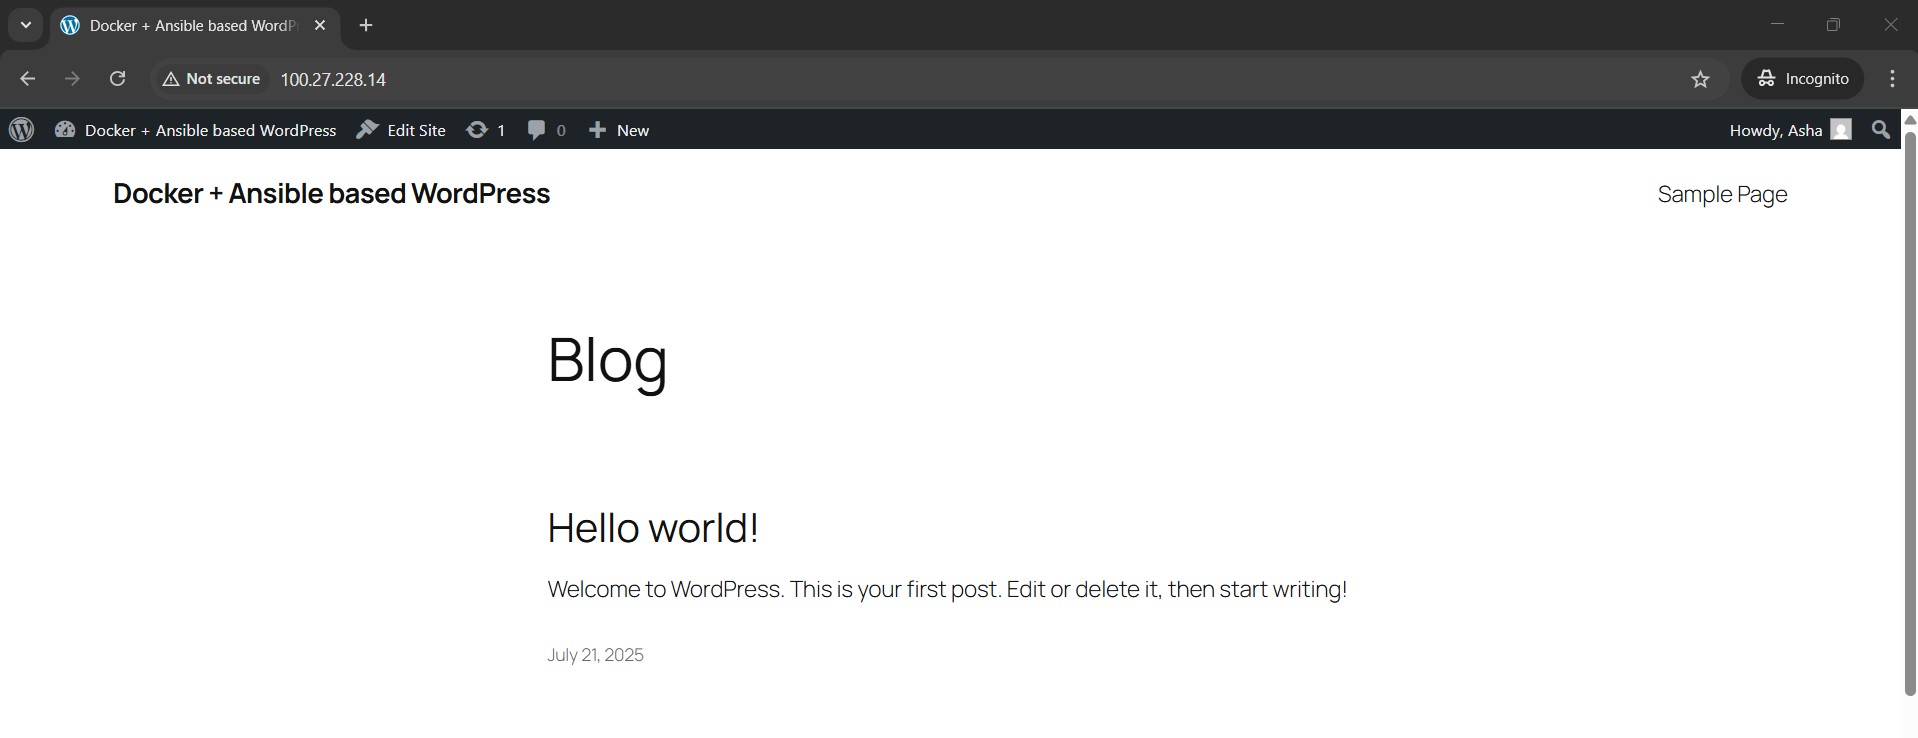 Docker + Ansible based WordP
Not secure 100.27.228.14 Incognito
Docker + Ansible based WordPress Edit Site 1 0 New Howdy, Asha
Docker + Ansible based WordPress Sample Page
Blog
Hello world!
Welcome to WordPress. This is your first post. Edit or delete it, then start writing!
July 21, 2025